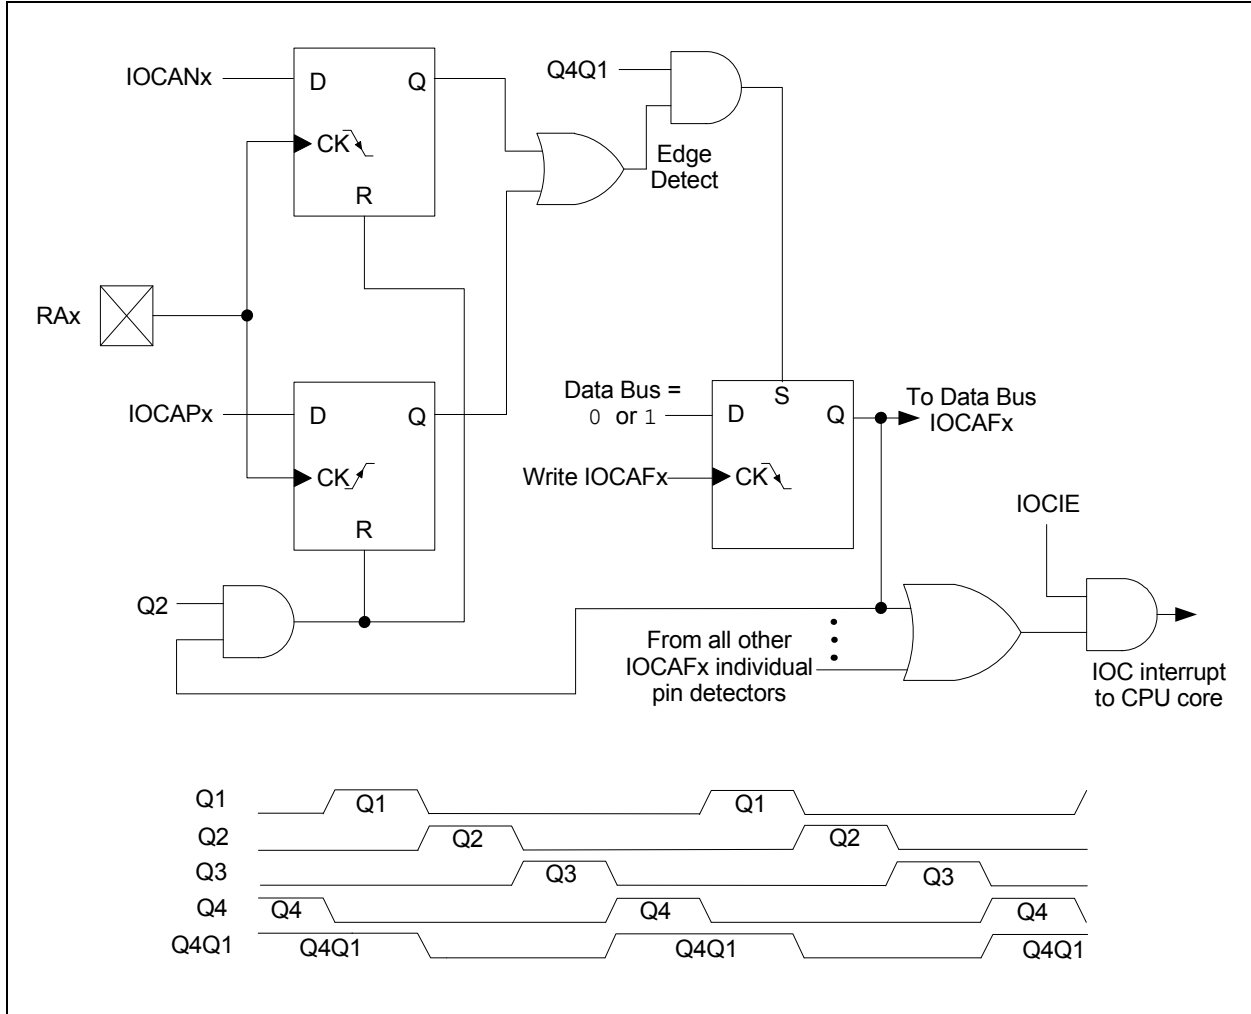 IOCANx
D
Q
CK
R
Q4Q1
Edge
Detect
RAx
IOCAPx
D
Q
CK
R
Data Bus =
0 or 1
S
D
Q
To Data Bus
IOCAFx
Write IOCAFx
CK
IOCIE
Q2
From all other
IOCAFx individual
pin detectors
IOC interrupt
to CPU core
Q1 Q1 Q1
Q2 Q2 Q2
Q3 Q3 Q3
Q4 Q4 Q4 Q4
Q4Q1 Q4Q1 Q4Q1 Q4Q1